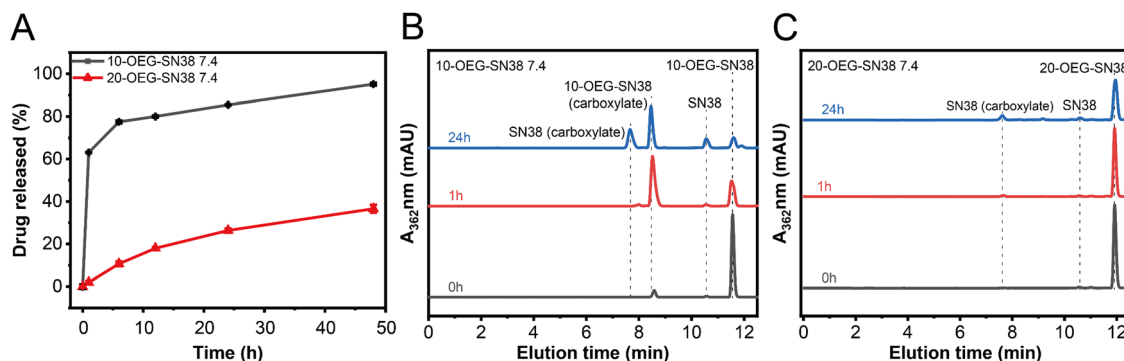 A
10-OEG-SN38 7.4
20-OEG-SN38 7.4
Drug released (%)
100
80
60
40
20
0
0
10
20
30
40
50
Time (h)
B
10-OEG-SN38 7.4
10-OEG-SN38
10-OEG-SN38
(carboxylate)
SN38
SN38 (carboxylate)
24h
1h
0h
A362nm (mAU)
0
2
4
6
8
10
12
Elution time (min)
C
20-OEG-SN38 7.4
20-OEG-SN38
SN38 (carboxylate)
SN38
24h
1h
0h
A362nm (mAU)
0
2
4
6
8
10
12
Elution time (min)